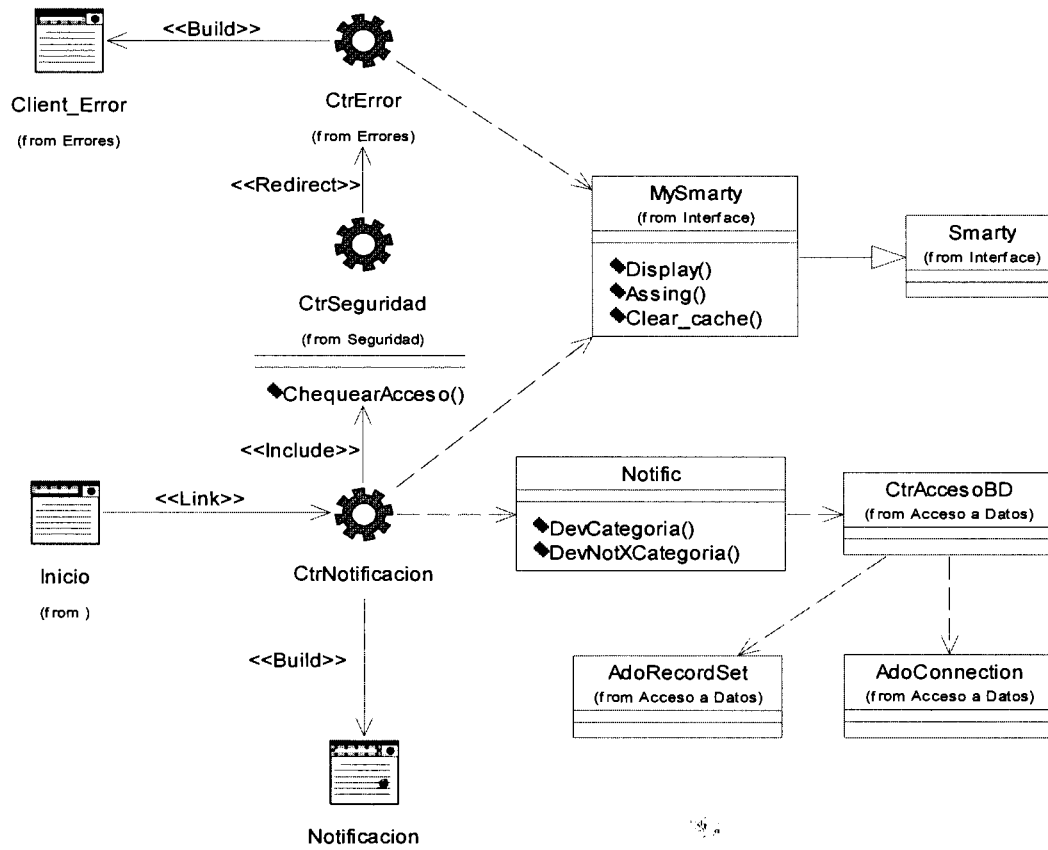 <<Build>>
Client_Error
(from Errores)
CtrError
(from Errores)
<<Redirect>>
MySmarty
(from Interface)
Display()
Assing()
Clear_cache()
Smarty
(from Interface)
CtrSeguridad
(from Seguridad)
ChequearAcceso()
<<Include>>
<<Link>>
Inicio
(from )
CtrNotificacion
Notific
DevCategoria()
DevNotXCategoria()
CtrAccesoBD
(from Acceso a Datos)
<<Build>>
AdoRecordSet
(from Acceso a Datos)
AdoConnection
(from Acceso a Datos)
Notificacion